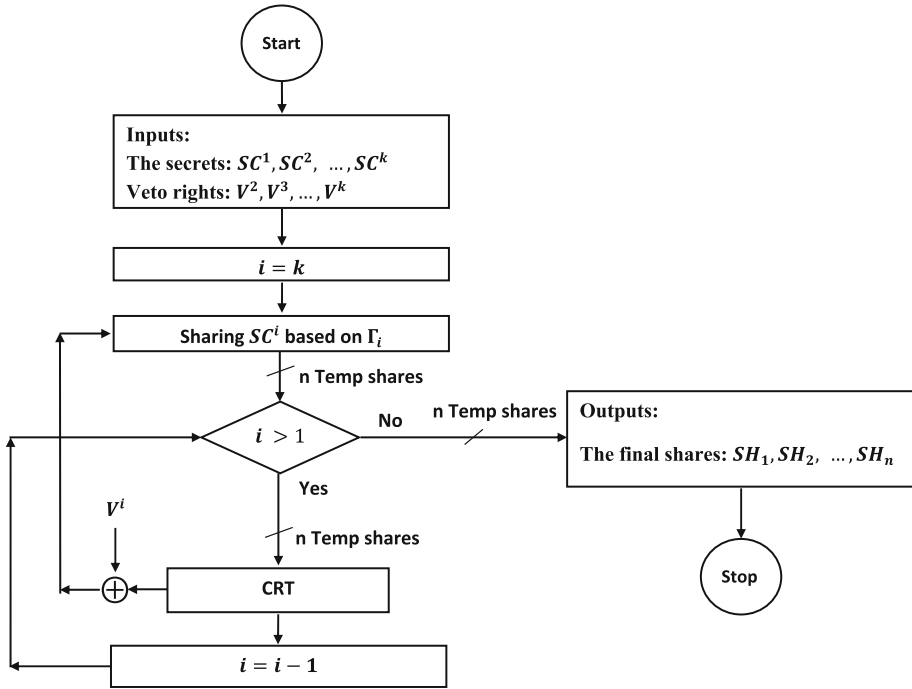 Start
Inputs:
The secrets: SC¹, SC², …, SCᵏ
Veto rights: V², V³, …, Vᵏ
i = k
Sharing SCⁱ based on Γᵢ
n Temp shares
i > 1
No
n Temp shares
Outputs:
The final shares: SH₁, SH₂, …, SHₙ
Yes
Vⁱ
n Temp shares
CRT
Stop
i = i − 1